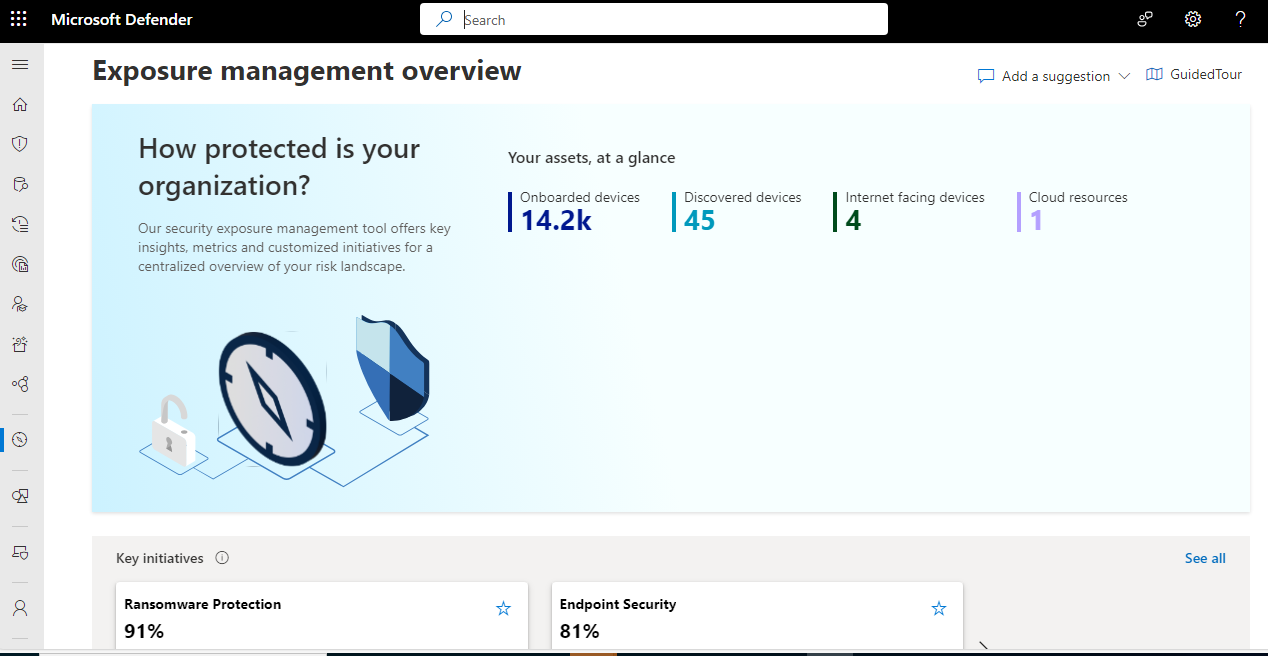 Microsoft Defender
Search
Exposure management overview
Add a suggestion
GuidedTour
How protected is your
organization?
Our security exposure management tool offers key
insights, metrics and customized initiatives for a
centralized overview of your risk landscape.
Your assets, at a glance
Onboarded devices
14.2k
Discovered devices
45
Internet facing devices
4
Cloud resources
1
Key initiatives
See all
Ransomware Protection
91%
Endpoint Security
81%